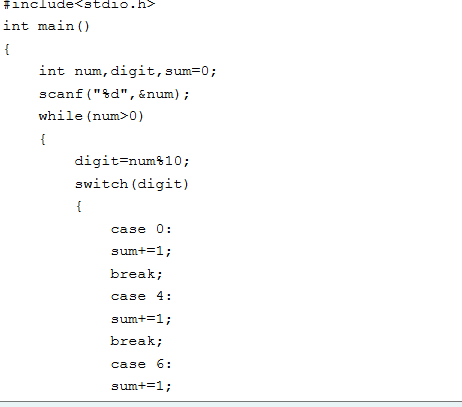 #include<stdio.h>
int main()
{
int num,digit,sum=0;
scanf("%d",&num);
while(num>0)
{
digit=num%10;
switch(digit)
{
case 0:
sum+=1;
break;
case 4:
sum+=1;
break;
case 6:
sum+=1;